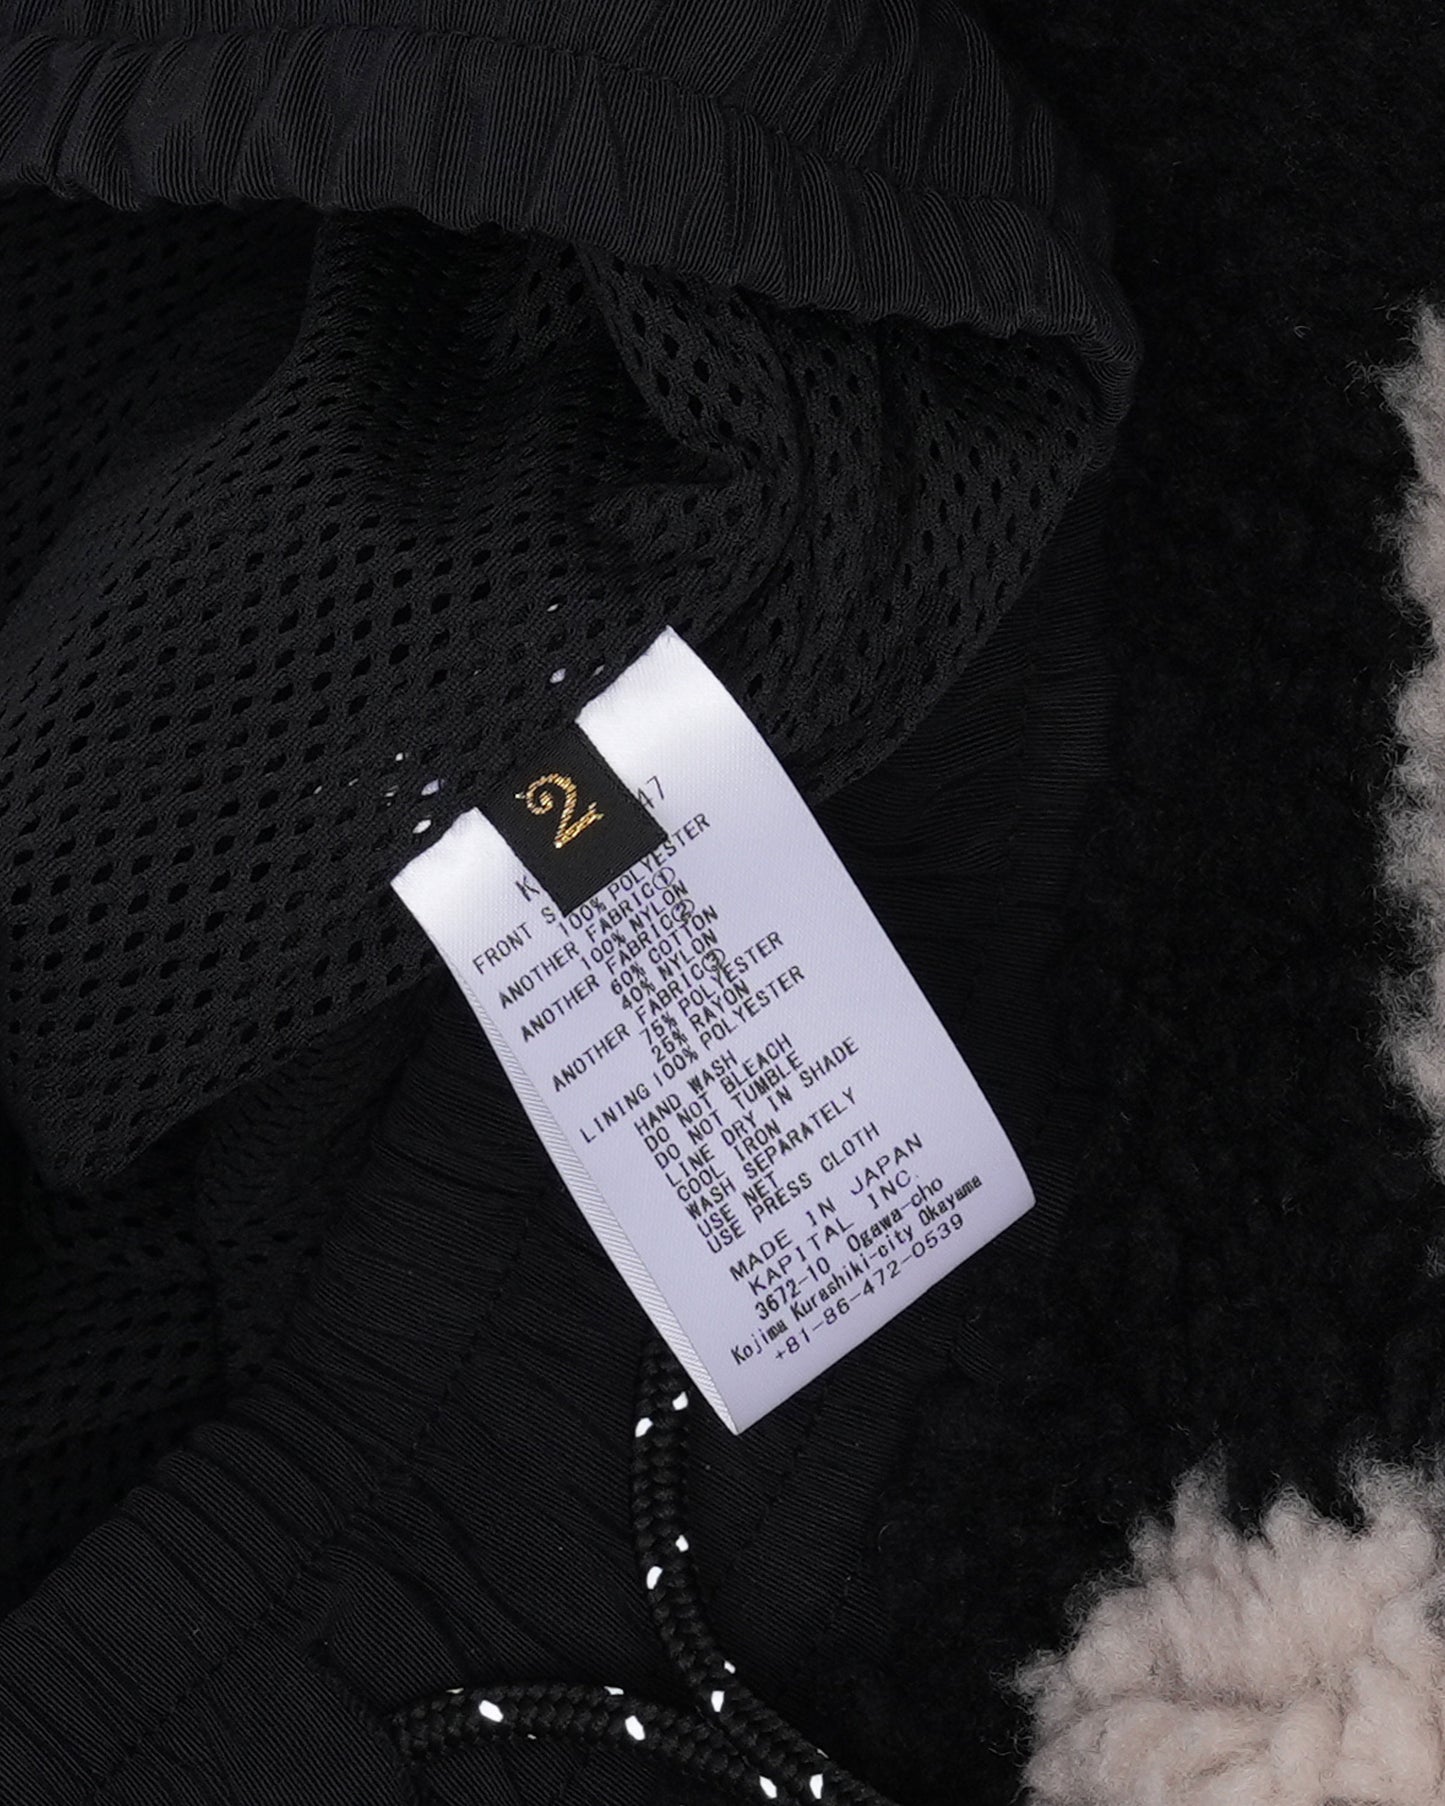 2
K
47
FRONT S
100% POLYESTER
ANOTHER FABRIC①
100% NYLON
ANOTHER FABRIC②
60% COTTON
40% NYLON
ANOTHER FABRIC③
75% POLYESTER
25% RAYON
LINING 100% POLYESTER
HAND WASH
DO NOT BLEACH
DO NOT TUMBLE
LINE DRY IN SHADE
COOL IRON
WASH SEPARATELY
USE NET
USE PRESS CLOTH
MADE IN JAPAN
KAPITAL INC.
3672-10 Ogawa-cho
Kojima Kurashiki-city Okayama
+81-86-472-0539